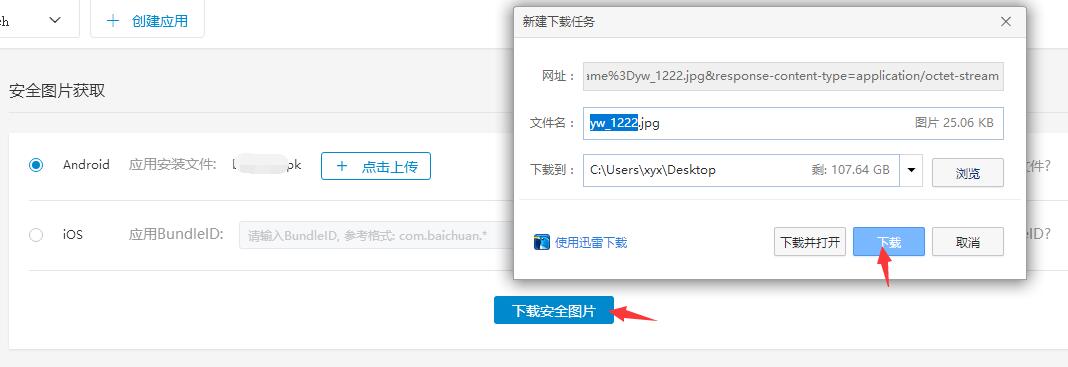 ch
+ 创建应用
安全图片获取
Android 应用安装文件: pk + 点击上传
件?
iOS 应用BundleID: 请输入BundleID, 参考格式: com.baichuan.*
eID?
下载安全图片
新建下载任务
网址: ame%3Dyw_1222.jpg&response-content-type=application/octet-stream
文件名: yw_1222.jpg 图片 25.06 KB
下载到: C:\Users\xyx\Desktop 剩: 107.64 GB 浏览
使用迅雷下载 下载并打开 下载 取消